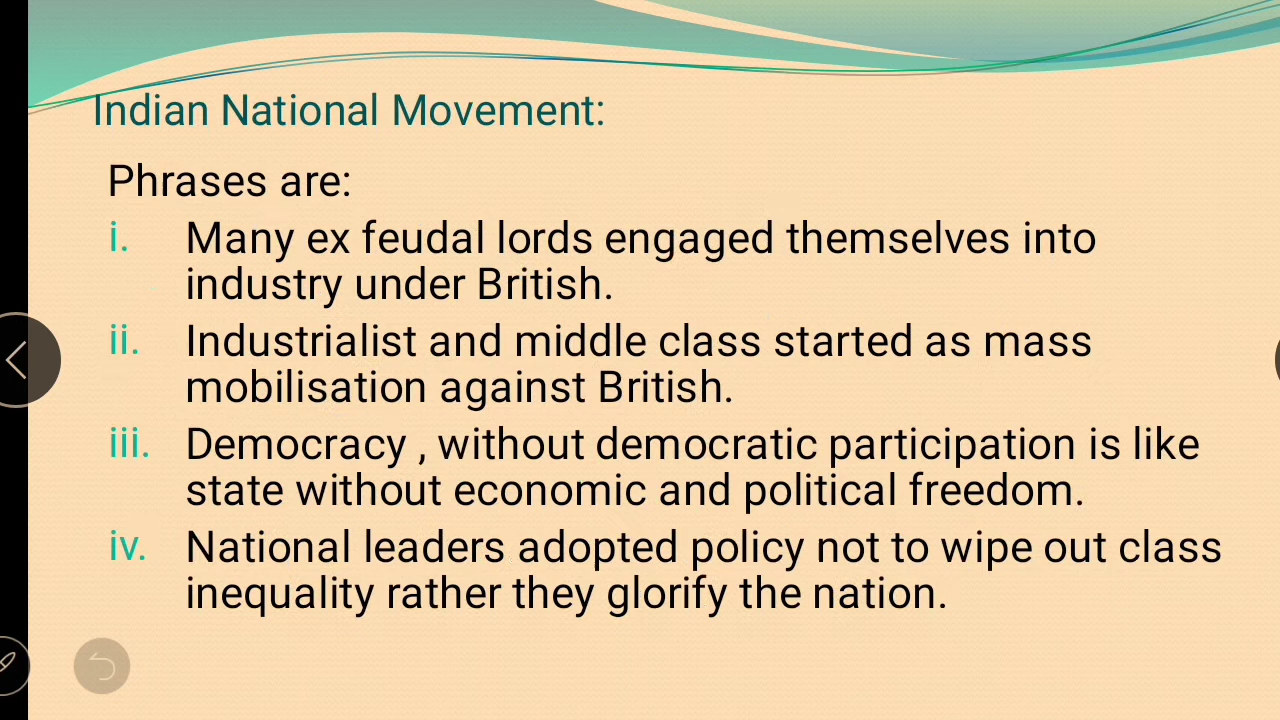 Indian National Movement:
Phrases are:
i. Many ex feudal lords engaged themselves into
industry under British.
ii. Industrialist and middle class started as mass
mobilisation against British.
iii. Democracy , without democratic participation is like
state without economic and political freedom.
iv. National leaders adopted policy not to wipe out class
inequality rather they glorify the nation.